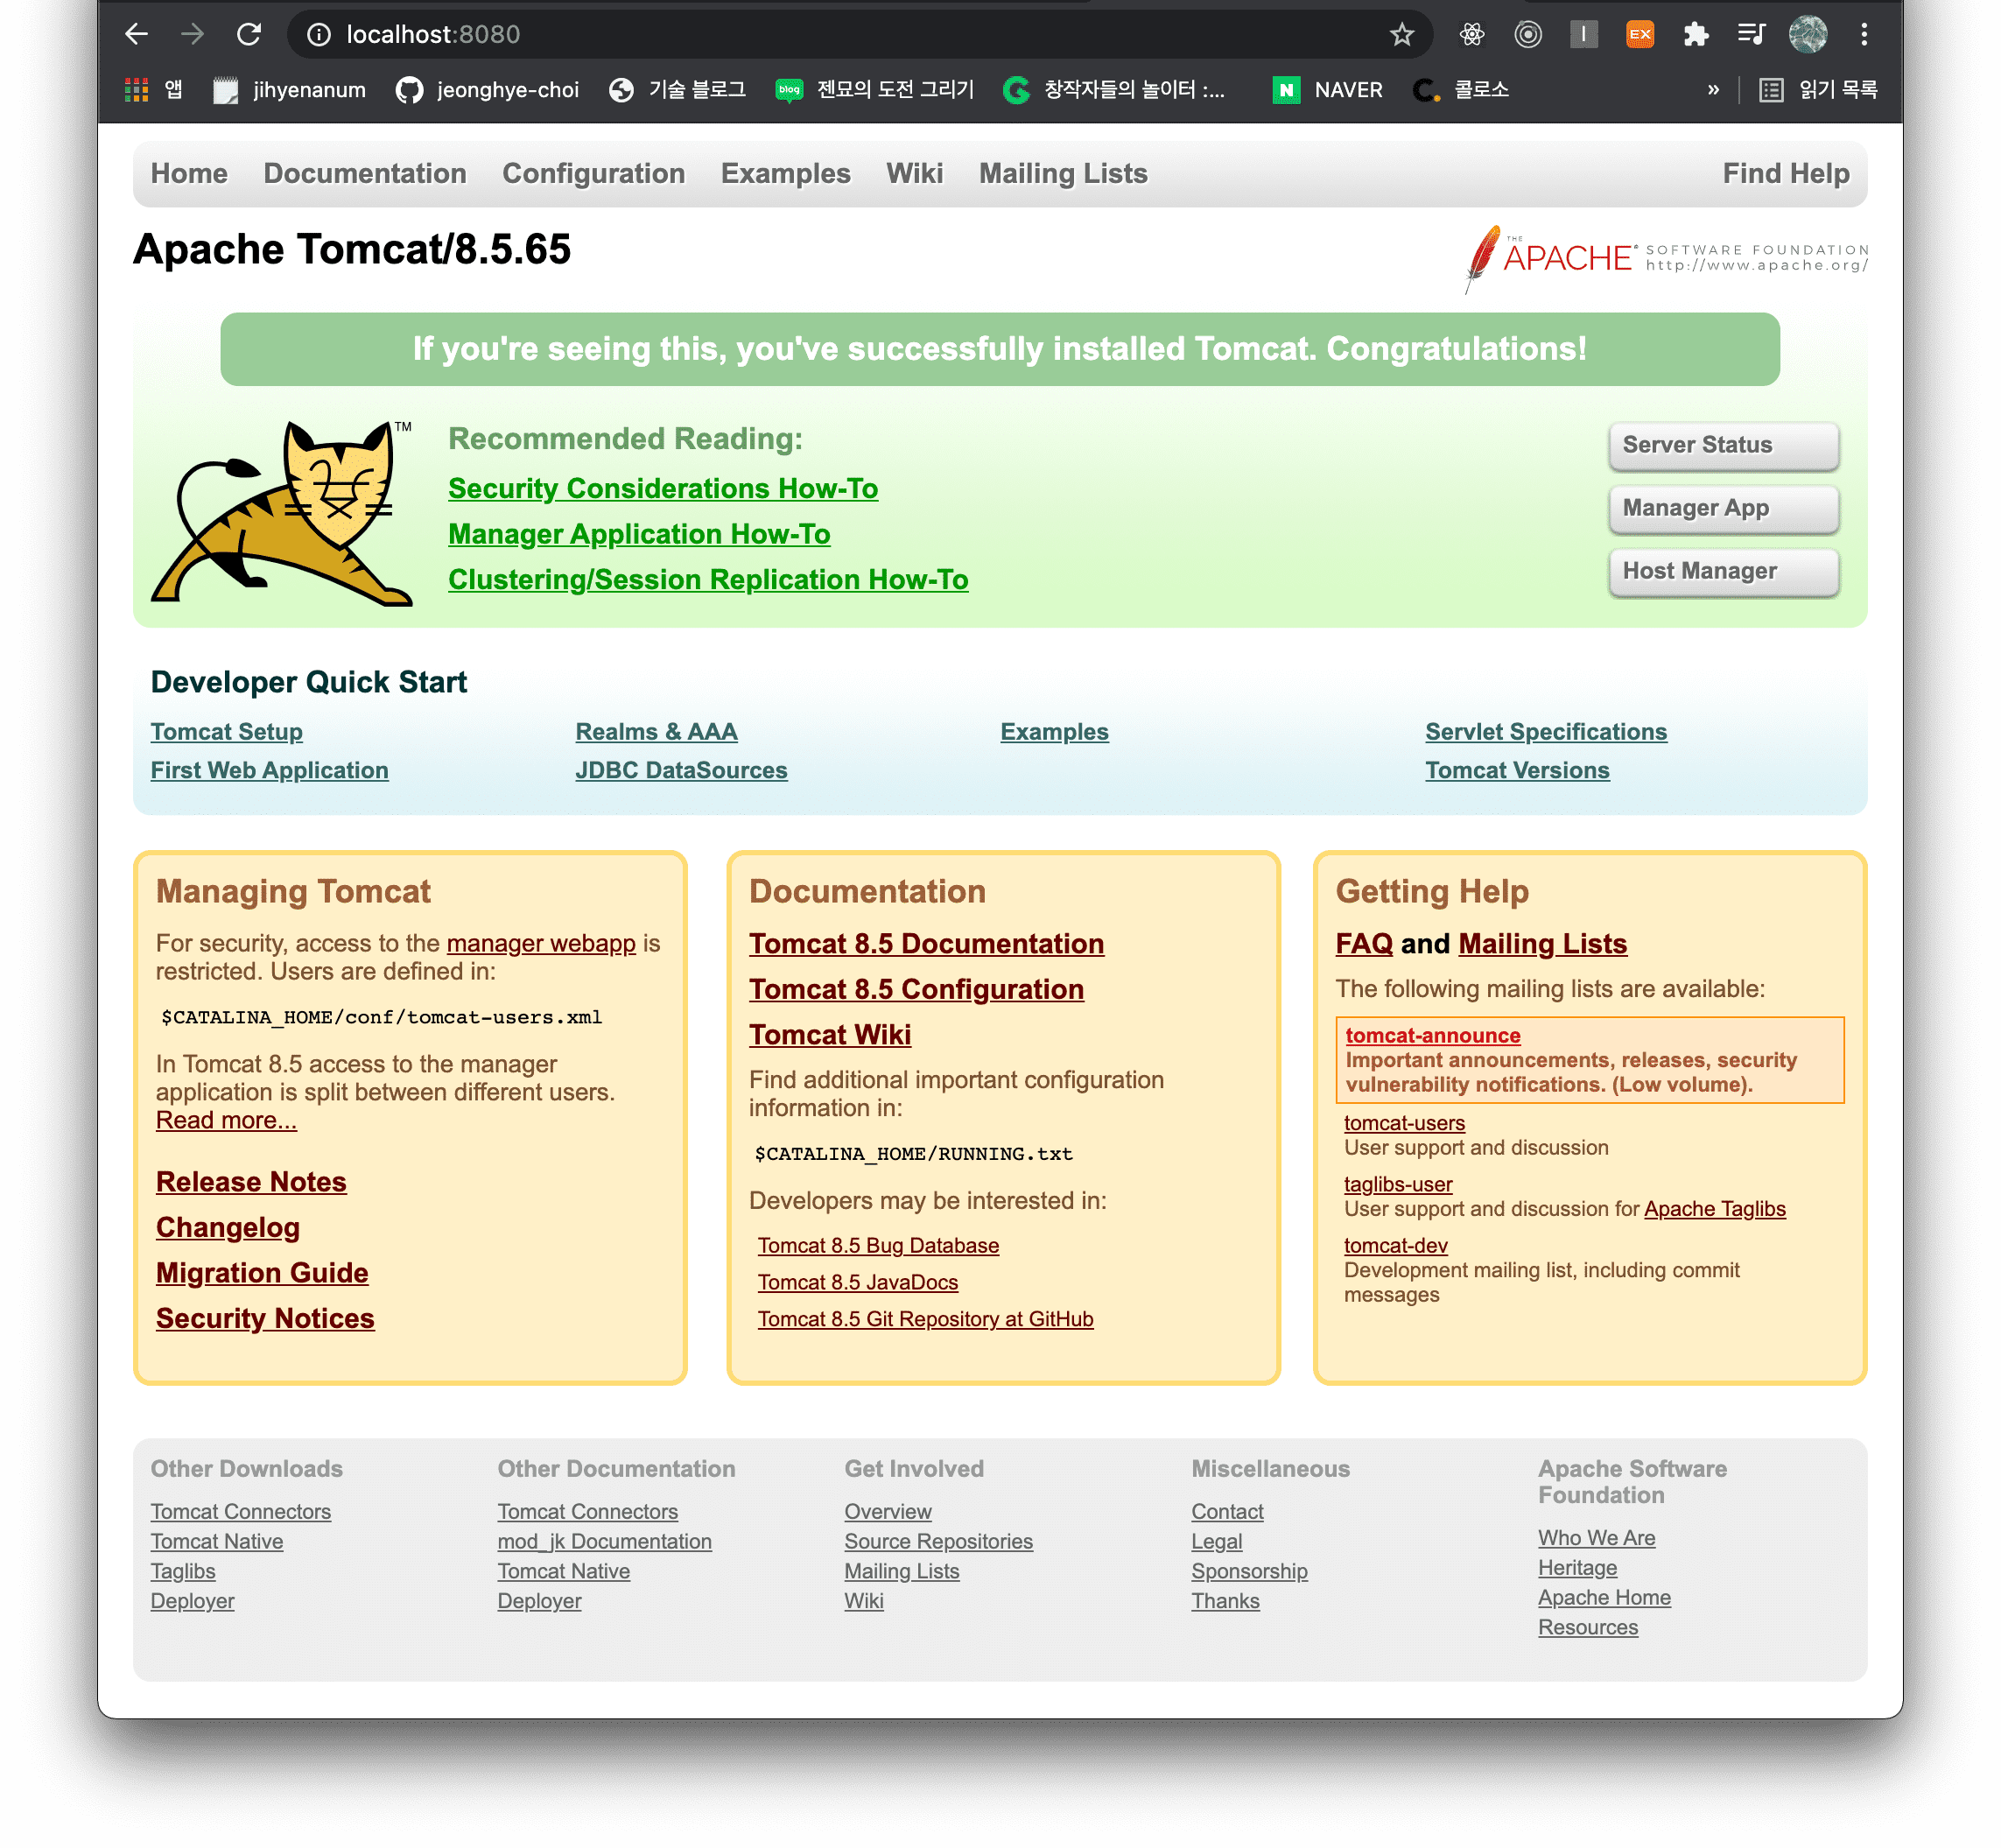 localhost:8080
앱 jihyenanum jeonghye-choi 기술 블로그 blog 젠묘의 도전 그리기 창작자들의 놀이터 :... N NAVER 콜로소 » 읽기 목록
Home Documentation Configuration Examples Wiki Mailing Lists Find Help
Apache Tomcat/8.5.65
THE APACHE® SOFTWARE FOUNDATION
http://www.apache.org/
If you're seeing this, you've successfully installed Tomcat. Congratulations!
TM
Recommended Reading:
Security Considerations How-To
Manager Application How-To
Clustering/Session Replication How-To
Server Status
Manager App
Host Manager
Developer Quick Start
Tomcat Setup
First Web Application
Realms & AAA
JDBC DataSources
Examples
Servlet Specifications
Tomcat Versions
Managing Tomcat
For security, access to the manager webapp is
restricted. Users are defined in:
$CATALINA_HOME/conf/tomcat-users.xml
In Tomcat 8.5 access to the manager
application is split between different users.
Read more...
Release Notes
Changelog
Migration Guide
Security Notices
Documentation
Tomcat 8.5 Documentation
Tomcat 8.5 Configuration
Tomcat Wiki
Find additional important configuration
information in:
$CATALINA_HOME/RUNNING.txt
Developers may be interested in:
Tomcat 8.5 Bug Database
Tomcat 8.5 JavaDocs
Tomcat 8.5 Git Repository at GitHub
Getting Help
FAQ and Mailing Lists
The following mailing lists are available:
tomcat-announce
Important announcements, releases, security
vulnerability notifications. (Low volume).
tomcat-users
User support and discussion
taglibs-user
User support and discussion for Apache Taglibs
tomcat-dev
Development mailing list, including commit
messages
Other Downloads
Tomcat Connectors
Tomcat Native
Taglibs
Deployer
Other Documentation
Tomcat Connectors
mod_jk Documentation
Tomcat Native
Deployer
Get Involved
Overview
Source Repositories
Mailing Lists
Wiki
Miscellaneous
Contact
Legal
Sponsorship
Thanks
Apache Software
Foundation
Who We Are
Heritage
Apache Home
Resources